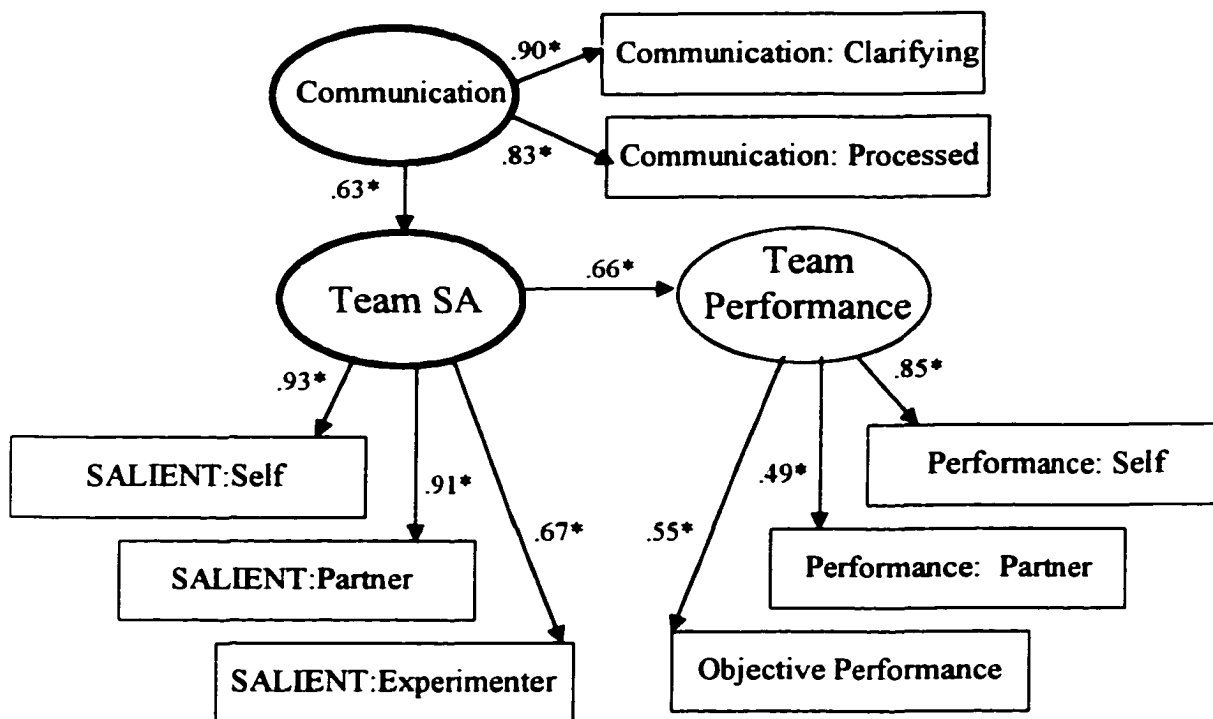 .90*
Communication: Clarifying
Communication
.83*
Communication: Processed
.63*
Team SA
.66*
Team
Performance
.93*
.85*
SALIENT:Self
.91*
.49*
Performance: Self
.67*
.55*
SALIENT:Partner
Performance: Partner
SALIENT:Experimenter
Objective Performance